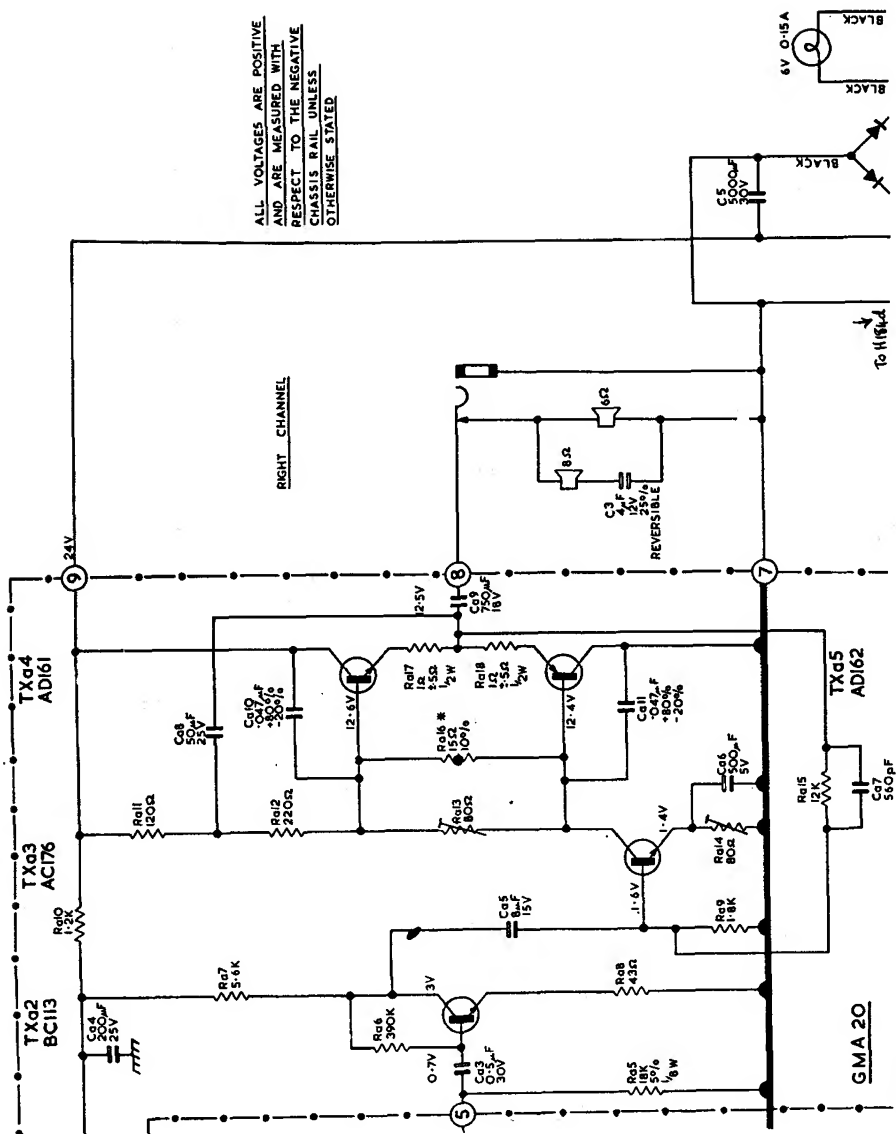 ALL VOLTAGES ARE POSITIVE
AND ARE MEASURED WITH
RESPECT TO THE NEGATIVE
CHASSIS RAIL UNLESS
OTHERWISE STATED
6V 0·15A
BLACK
BLACK
BLACK
C5
5000µF
30V
To H184d
RIGHT CHANNEL
6Ω
8Ω
C3
4µF
12V
25%
REVERSIBLE
24V
9
8
7
TXa4
AD161
12·5V
Ca9
750µF
18V
Ca8
50µF
25V
Ca10
·047µF
+80%
-20%
12·6V
Ra17
1Ω
±5Ω
½W
Ra18
1Ω
±5Ω
½W
Ra16 *
15Ω
10%
12·4V
Ca11
·047µF
+80%
-20%
TXa5
AD162
TXa3
AC176
Ra11
120Ω
Ra12
220Ω
Ra13
80Ω
Ca6
500µF
5V
1·4V
Ra14
80Ω
Ra15
12K
Ca7
560pF
1·6V
Ra10
1·2K
Ca5
8µF
15V
Ra9
1·8K
TXa2
BC113
Ca4
200µF
25V
Ra7
5·6K
Ra6
390K
3V
Ra8
43Ω
0·7V
Ca3
0·5µF
30V
Ra5
18K
5%
⅛W
5
GMA 20